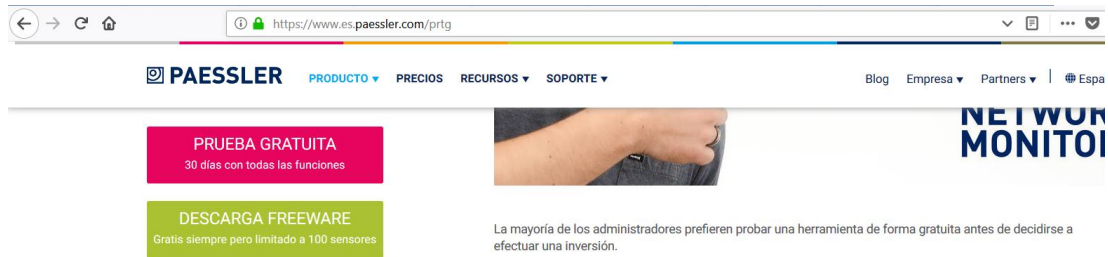 https://www.es.paessler.com/prtg
PAESSLER PRODUCTO PRECIOS RECURSOS SOPORTE Blog Empresa Partners Espa
NETWOR
MONITO
PRUEBA GRATUITA
30 días con todas las funciones
DESCARGA FREEWARE
Gratis siempre pero limitado a 100 sensores
La mayoría de los administradores prefieren probar una herramienta de forma gratuita antes de decidirse a
efectuar una inversión.